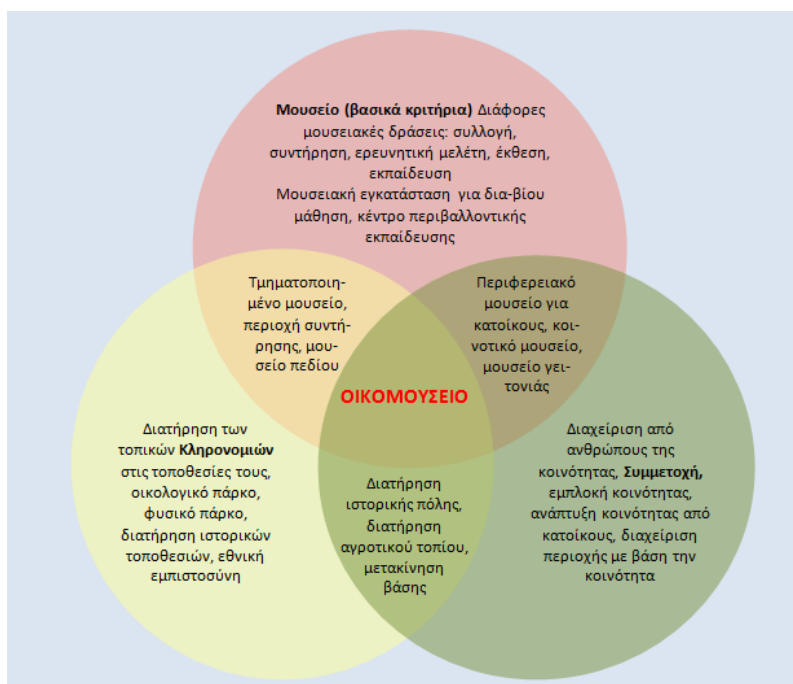 Μουσείο (βασικά κριτήρια) Διάφορες
μουσειακές δράσεις: συλλογή,
συντήρηση, ερευνητική μελέτη, έκθεση,
εκπαίδευση
Μουσειακή εγκατάσταση για δια-βίου
μάθηση, κέντρο περιβαλλοντικής
εκπαίδευσης
Τμηματοποιη-
μένο μουσείο,
περιοχή συντή-
ρησης, μου-
σείο πεδίου
Περιφερειακό
μουσείο για
κατοίκους, κοι-
νοτικό μουσείο,
μουσείο γει-
τονιάς
ΟΙΚΟΜΟΥΣΕΙΟ
Διατήρηση των
τοπικών Κληρονομιών
στις τοποθεσίες τους,
οικολογικό πάρκο,
φυσικό πάρκο,
διατήρηση ιστορικών
τοποθεσιών, εθνική
εμπιστοσύνη
Διατήρηση
ιστορικής πόλης,
διατήρηση
αγροτικού τοπίου,
μετακίνηση
βάσης
Διαχείριση από
ανθρώπους της
κοινότητας, Συμμετοχή,
εμπλοκή κοινότητας,
ανάπτυξη κοινότητας από
κατοίκους, διαχείριση
περιοχής με βάση την
κοινότητα